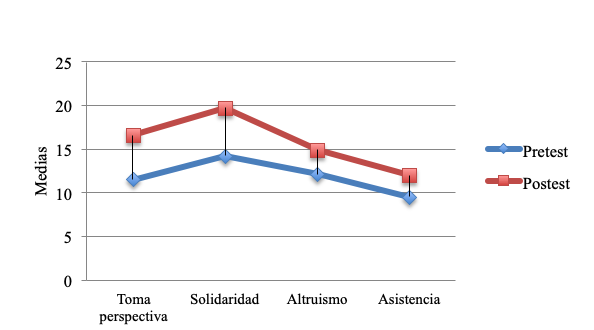 25
20
15
10
5
0
Medias
Toma perspectiva
Solidaridad
Altruismo
Asistencia
Pretest
Postest